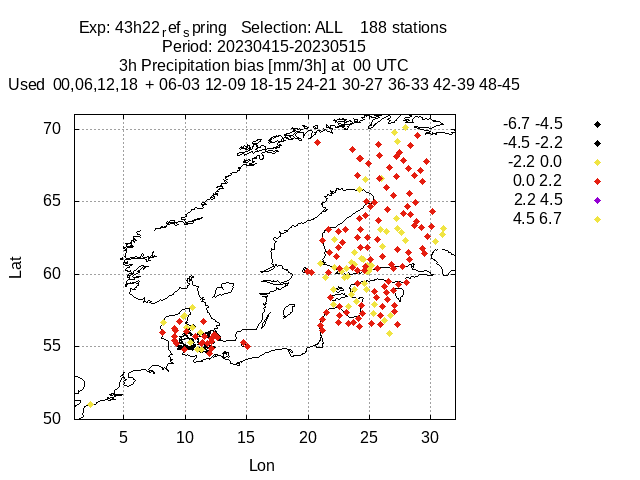 Exp: 43h22ref spring   Selection: ALL    188 stations
Period: 20230415-20230515
3h Precipitation bias [mm/3h] at  00 UTC
Used  00,06,12,18  + 06-03 12-09 18-15 24-21 30-27 36-33 42-39 48-45
-6.7 -4.5
-4.5 -2.2
-2.2 0.0
0.0 2.2
2.2 4.5
4.5 6.7
70
65
60
55
50
Lat
5 10 15 20 25 30
Lon